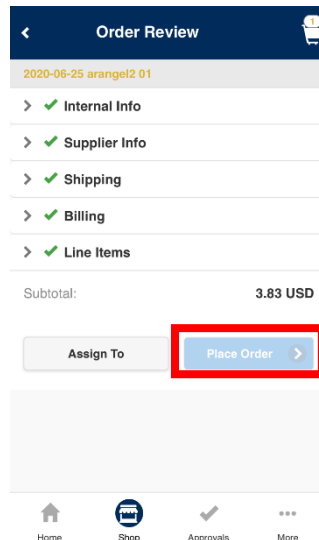 Order Review
1
2020-06-25 arangel2 01
Internal Info
Supplier Info
Shipping
Billing
Line Items
Subtotal: 3.83 USD
Assign To Place Order
Home Shop Approvals More